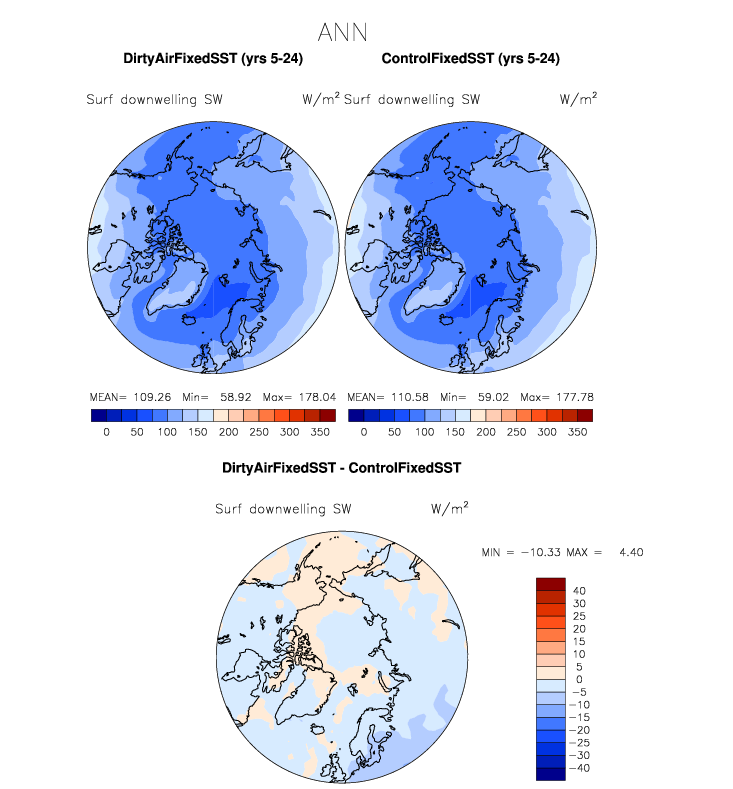 ANN
DirtyAirFixedSST (yrs 5-24) ControlFixedSST (yrs 5-24)
Surf downwelling SW W/m² Surf downwelling SW W/m²
MEAN= 109.26 Min= 58.92 Max= 178.04 MEAN= 110.58 Min= 59.02 Max= 177.78
0 50 100 150 200 250 300 350 0 50 100 150 200 250 300 350
DirtyAirFixedSST - ControlFixedSST
Surf downwelling SW W/m²
MIN = −10.33 MAX = 4.40
40
30
25
20
15
10
5
0
−5
−10
−15
−20
−25
−30
−40